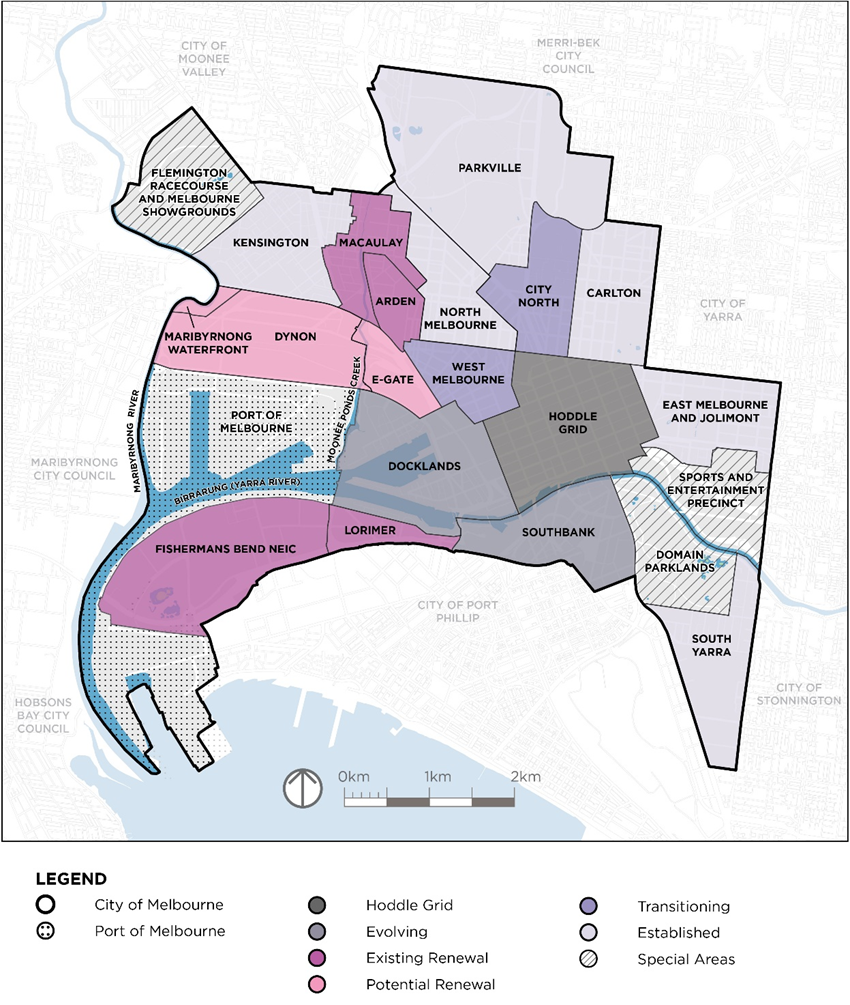 CITY OF
MOONEE
VALLEY
MERRI-BEK
CITY
COUNCIL
FLEMINGTON
RACECOURSE
AND MELBOURNE
SHOWGROUNDS
PARKVILLE
KENSINGTON
MACAULAY
ARDEN
NORTH
MELBOURNE
CITY
NORTH
CARLTON
CITY OF
YARRA
MARIBYRNONG
WATERFRONT
DYNON
E-GATE
WEST
MELBOURNE
HODDLE
GRID
EAST MELBOURNE
AND JOLIMONT
MARIBYRNONG RIVER
PORT OF
MELBOURNE
MOONEE PONDS CREEK
DOCKLANDS
MARIBYRNONG
CITY COUNCIL
BIRRARUNG (YARRA RIVER)
SPORTS AND
ENTERTAINMENT
PRECINCT
FISHERMANS BEND NEIC
LORIMER
SOUTHBANK
DOMAIN
PARKLANDS
CITY OF PORT
PHILLIP
SOUTH
YARRA
HOBSONS
BAY CITY
COUNCIL
CITY OF
STONNINGTON
0km 1km 2km
LEGEND
City of Melbourne
Port of Melbourne
Hoddle Grid
Evolving
Existing Renewal
Potential Renewal
Transitioning
Established
Special Areas